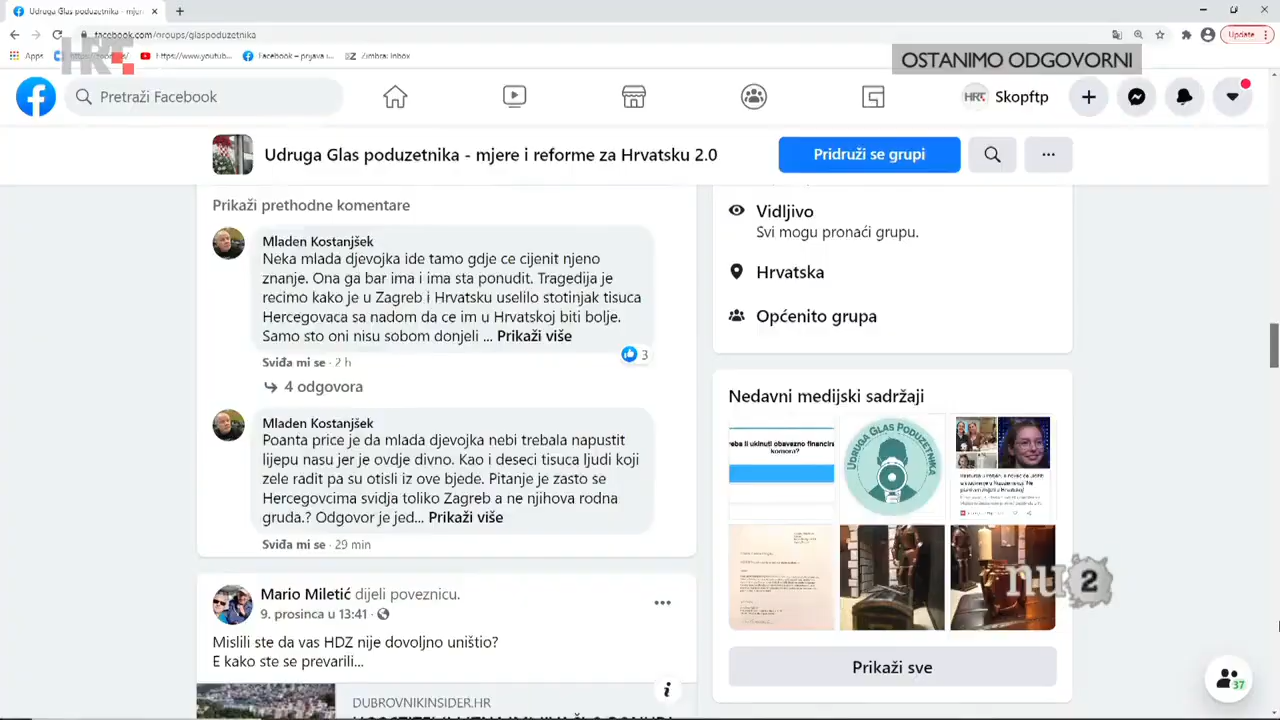 Udruga Glas poduzetnika - mjere
facebook.com/groups/glaspoduzetnika
Update
Apps
https://www.youtub...
Facebook – prijava i...
Zimbra: Inbox
HRT
OSTANIMO ODGOVORNI
Pretraži Facebook
HRT
Skopftp
Udruga Glas poduzetnika - mjere i reforme za Hrvatsku 2.0
Pridruži se grupi
Prikaži prethodne komentare
Mladen Kostanjšek
Neka mlada djevojka ide tamo gdje ce cijenit njeno
znanje. Ona ga bar ima i ima sta ponudit. Tragedija je
recimo kako je u Zagreb i Hrvatsku uselilo stotinjak tisuca
Hercegovaca sa nadom da ce im u Hrvatskoj biti bolje.
Samo sto oni nisu sobom donjeli ... Prikaži više
3
Sviđa mi se · 2 h
4 odgovora
Mladen Kostanjšek
Poanta price je da mlada djevojka nebi trebala napustit
lijepu nasu jer je ovdje divno. Kao i deseci tisuca ljudi koji
zele radit pa su otisli iz ove bjede. Pitanje je zasto se
Hercegovcima svidja toliko Zagreb a ne njihova rodna
gruda.? Odgovor je jed... Prikaži više
Sviđa mi se · 29 min
Mario Miletić dijeli poveznicu.
9. prosinca u 13:41 ·
Mislili ste da vas HDZ nije dovoljno uništio?
E kako ste se prevarili...
DUBROVNIKINSIDER.HR
Vidljivo
Svi mogu pronaći grupu.
Hrvatska
Općenito grupa
Nedavni medijski sadržaji
reba li ukinuti obavezno financira
komora?
UDRUGA GLAS PODUZETNIKA
nu2
Prikaži sve
37